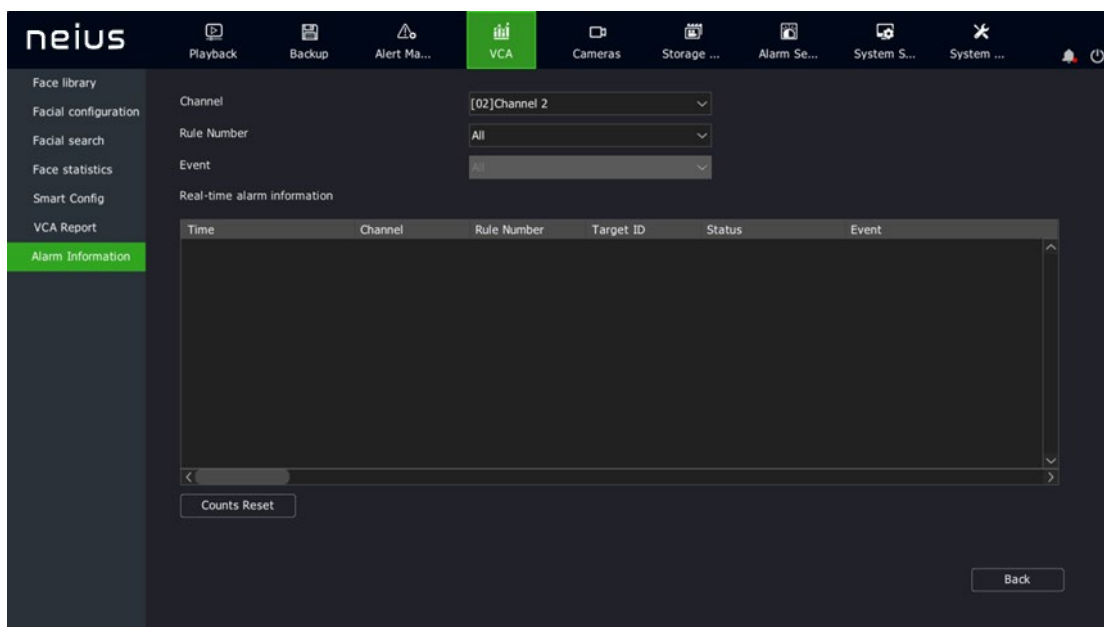 neius
Playback Backup Alert Ma... VCA Cameras Storage ... Alarm Se... System S... System ...
Face library
Facial configuration
Facial search
Face statistics
Smart Config
VCA Report
Alarm Information
Channel [02]Channel 2
Rule Number All
Event All
Real-time alarm information
Time Channel Rule Number Target ID Status Event
Counts Reset
Back